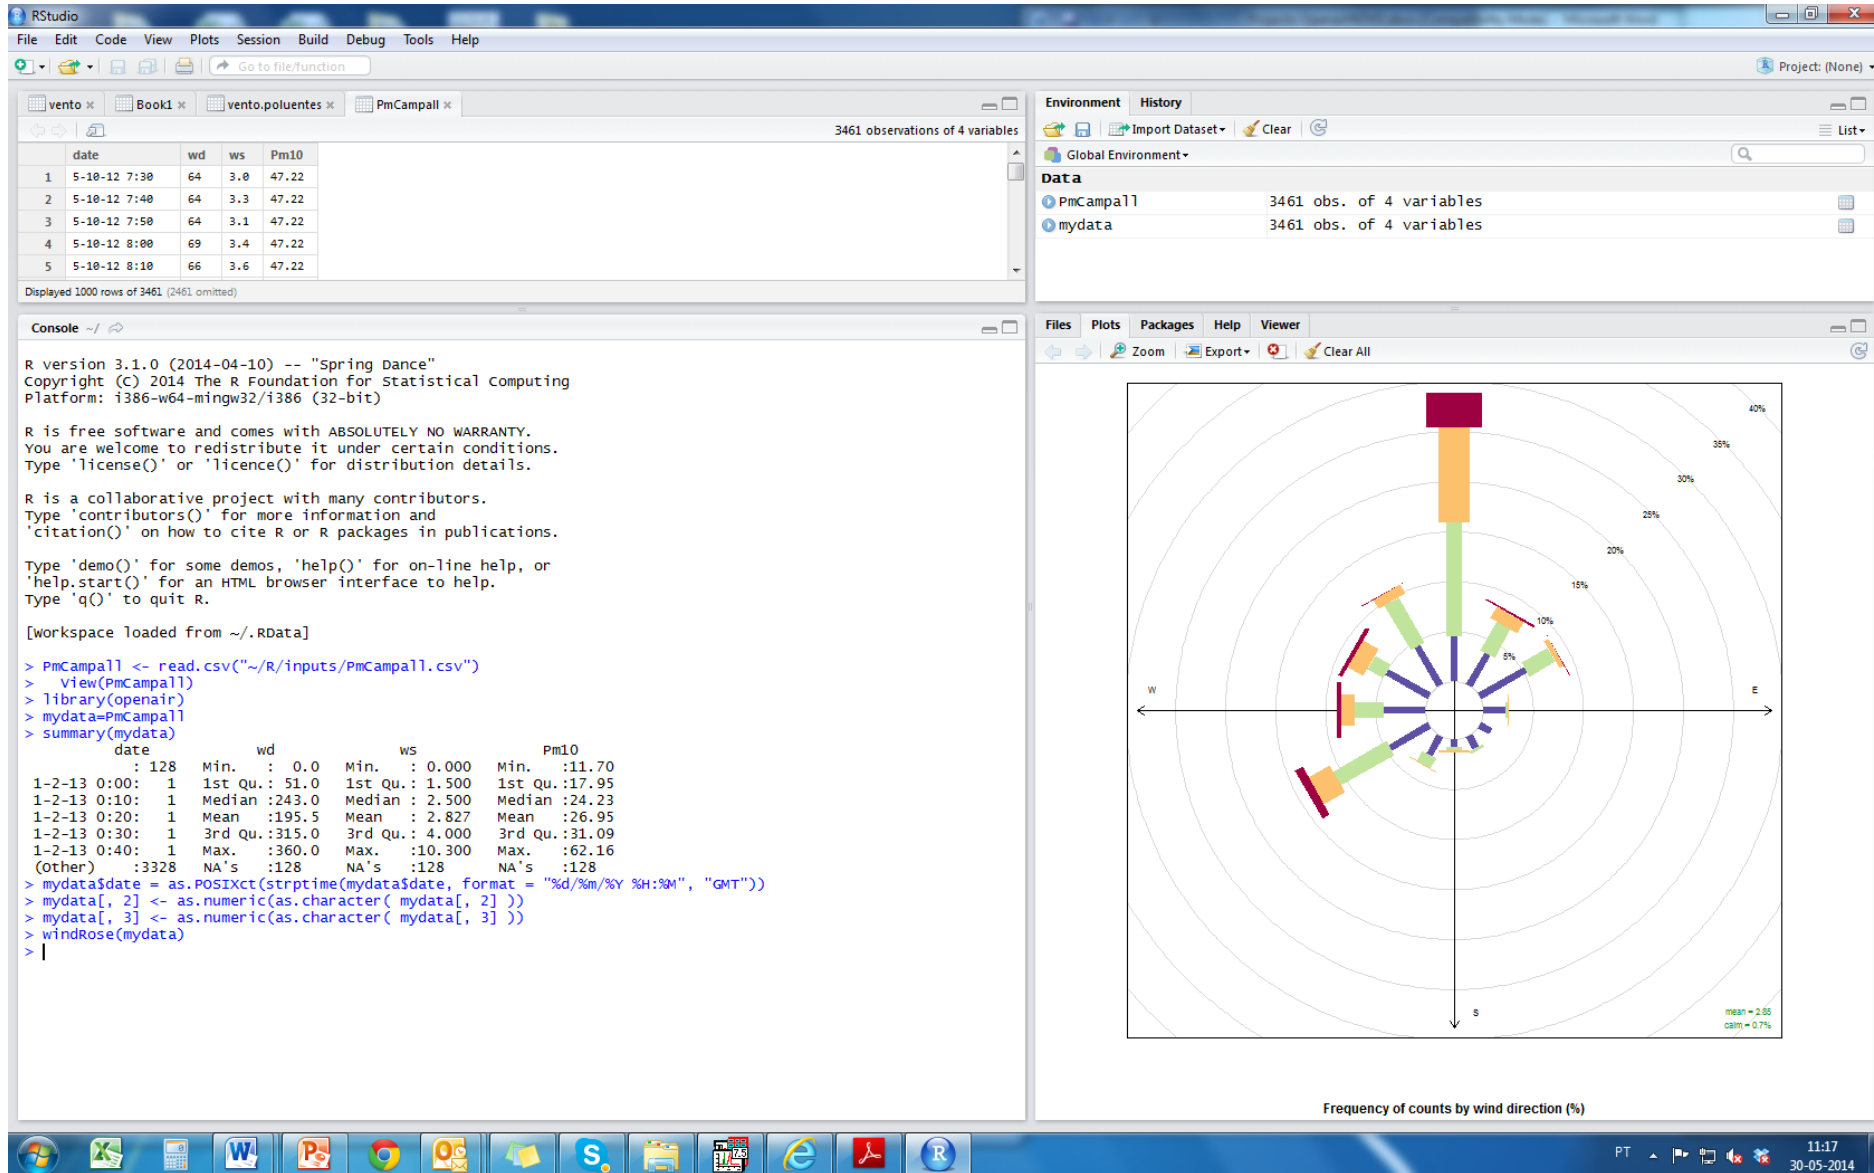 RStudio
File Edit Code View Plots Session Build Debug Tools Help
Go to file/function
Project: (None)
vento Book1 vento.poluentes PmCampall
3461 observations of 4 variables
date wd ws Pm10
1 5-10-12 7:30 64 3.0 47.22
2 5-10-12 7:40 64 3.3 47.22
3 5-10-12 7:50 64 3.1 47.22
4 5-10-12 8:00 69 3.4 47.22
5 5-10-12 8:10 66 3.6 47.22
Displayed 1000 rows of 3461 (2461 omitted)
Console ~/
R version 3.1.0 (2014-04-10) -- "Spring Dance"
Copyright (C) 2014 The R Foundation for Statistical Computing
Platform: i386-w64-mingw32/i386 (32-bit)
R is free software and comes with ABSOLUTELY NO WARRANTY.
You are welcome to redistribute it under certain conditions.
Type 'license()' or 'licence()' for distribution details.
R is a collaborative project with many contributors.
Type 'contributors()' for more information and
'citation()' on how to cite R or R packages in publications.
Type 'demo()' for some demos, 'help()' for on-line help, or
'help.start()' for an HTML browser interface to help.
Type 'q()' to quit R.
[Workspace loaded from ~/.RData]
> PmCampall <- read.csv("~/R/inputs/PmCampall.csv")
>   View(PmCampall)
> library(openair)
> mydata=PmCampall
> summary(mydata)
date wd ws Pm10
: 128 Min. : 0.0 Min. : 0.000 Min. :11.70
1-2-13 0:00: 1 1st Qu.: 51.0 1st Qu.: 1.500 1st Qu.:17.95
1-2-13 0:10: 1 Median :243.0 Median : 2.500 Median :24.23
1-2-13 0:20: 1 Mean :195.5 Mean : 2.827 Mean :26.95
1-2-13 0:30: 1 3rd Qu.:315.0 3rd Qu.: 4.000 3rd Qu.:31.09
1-2-13 0:40: 1 Max. :360.0 Max. :10.300 Max. :62.16
(Other) :3328 NA's :128 NA's :128 NA's :128
> mydata$date = as.POSIXct(strptime(mydata$date, format = "%d/%m/%Y %H:%M", "GMT"))
> mydata[, 2] <- as.numeric(as.character( mydata[, 2] ))
> mydata[, 3] <- as.numeric(as.character( mydata[, 3] ))
> windRose(mydata)
>
Environment History
Import Dataset Clear
List
Global Environment
Data
PmCampall 3461 obs. of 4 variables
mydata 3461 obs. of 4 variables
Files Plots Packages Help Viewer
Zoom Export Clear All
40%
35%
30%
25%
20%
15%
10%
5%
W
E
S
mean = 2.85
calm = 0.7%
Frequency of counts by wind direction (%)
PT
11:17
30-05-2014